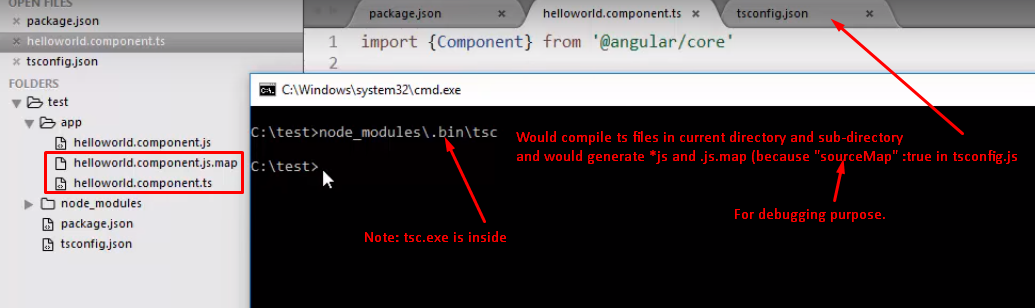 OPEN FILES
× package.json
× helloworld.component.ts
× tsconfig.json
FOLDERS
test
app
helloworld.component.js
helloworld.component.js.map
helloworld.component.ts
node_modules
package.json
tsconfig.json
package.json ×
helloworld.component.ts ×
tsconfig.json ×
1 import {Component} from '@angular/core'
2
C:\Windows\system32\cmd.exe
C:\test>node_modules\.bin\tsc
C:\test>
Would compile ts files in current directory and sub-directory
and would generate *js and .js.map (because "sourceMap" :true in tsconfig.js
For debugging purpose.
Note: tsc.exe is inside